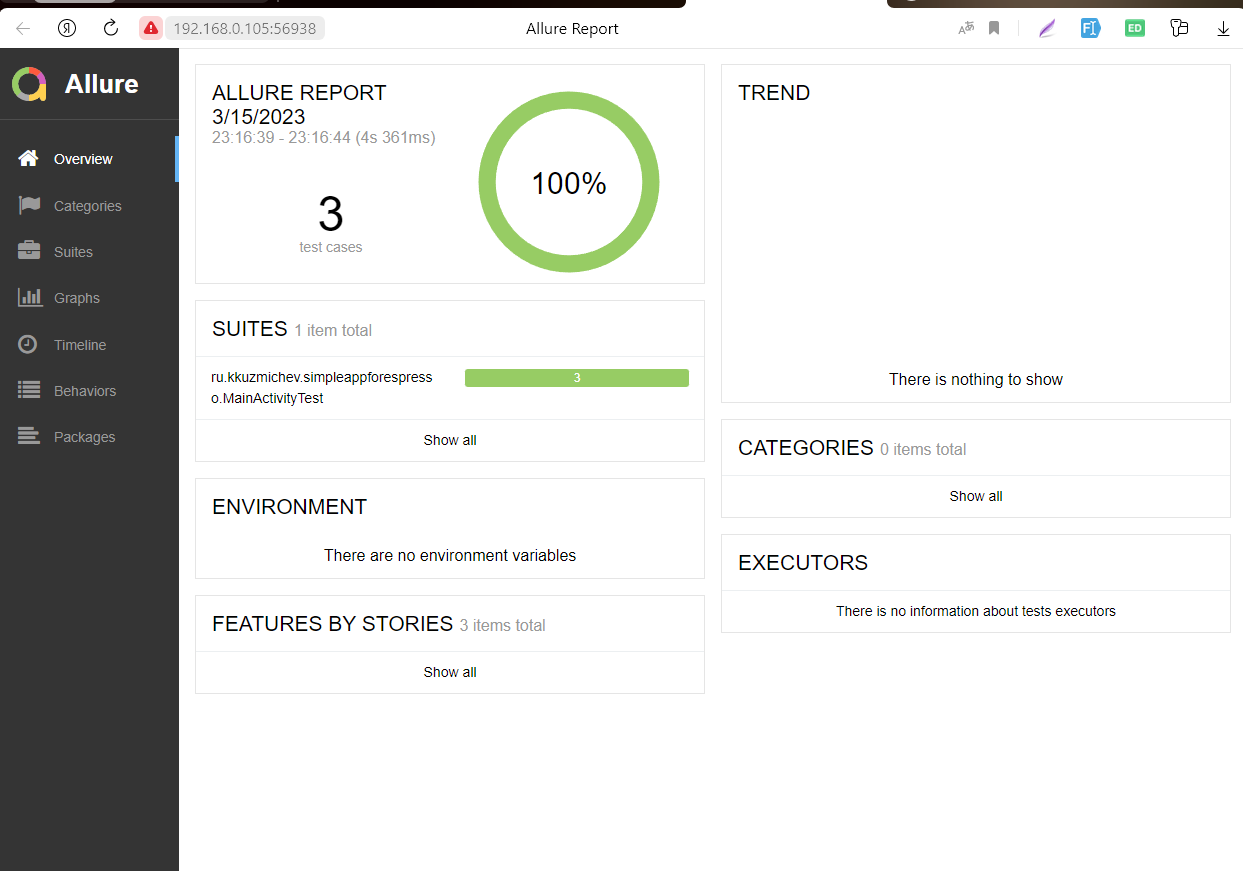 Я
192.168.0.105:56938
Allure Report
ED
Allure
Overview
Categories
Suites
Graphs
Timeline
Behaviors
Packages
ALLURE REPORT
3/15/2023
23:16:39 - 23:16:44 (4s 361ms)
3
test cases
100%
SUITES 1 item total
ru.kkuzmichev.simpleappforespress
o.MainActivityTest
3
Show all
ENVIRONMENT
There are no environment variables
FEATURES BY STORIES 3 items total
Show all
TREND
There is nothing to show
CATEGORIES 0 items total
Show all
EXECUTORS
There is no information about tests executors